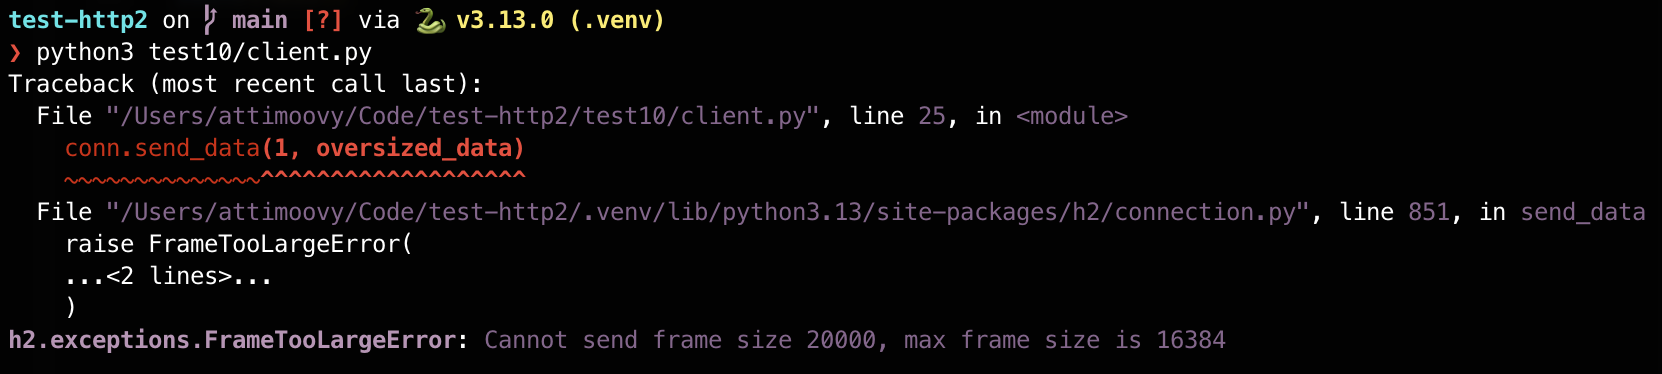 test-http2 on main [?] via 🐍 v3.13.0 (.venv)
❯ python3 test10/client.py
Traceback (most recent call last):
  File "/Users/attimoovy/Code/test-http2/test10/client.py", line 25, in <module>
    conn.send_data(1, oversized_data)
    ~~~~~~~~~~~~~~^^^^^^^^^^^^^^^^^^^
  File "/Users/attimoovy/Code/test-http2/.venv/lib/python3.13/site-packages/h2/connection.py", line 851, in send_data
    raise FrameTooLargeError(
    ...<2 lines>...
    )
h2.exceptions.FrameTooLargeError: Cannot send frame size 20000, max frame size is 16384